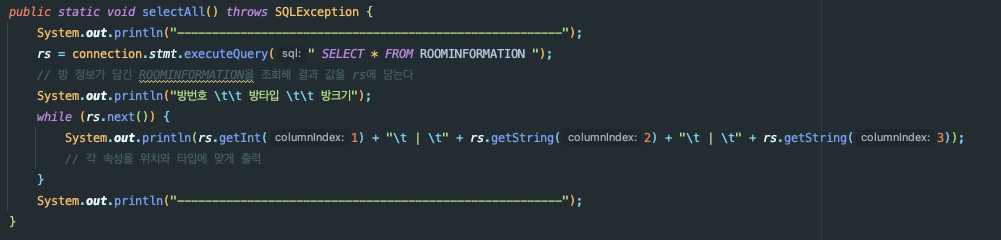 public static void selectAll() throws SQLException {
System.out.println("-------------------------------------------------------");
rs = connection.stmt.executeQuery( sql: " SELECT * FROM ROOMINFORMATION ");
// 방 정보가 담긴 ROOMINFORMATION을 조회해 결과 값을 rs에 담는다
System.out.println("방번호 \t\t 방타입 \t\t 방크기");
while (rs.next()) {
System.out.println(rs.getInt( columnIndex: 1) + "\t | \t" + rs.getString( columnIndex: 2) + "\t | \t" + rs.getString( columnIndex: 3));
// 각 속성을 위치와 타입에 맞게 출력
}
System.out.println("-------------------------------------------------------");
}